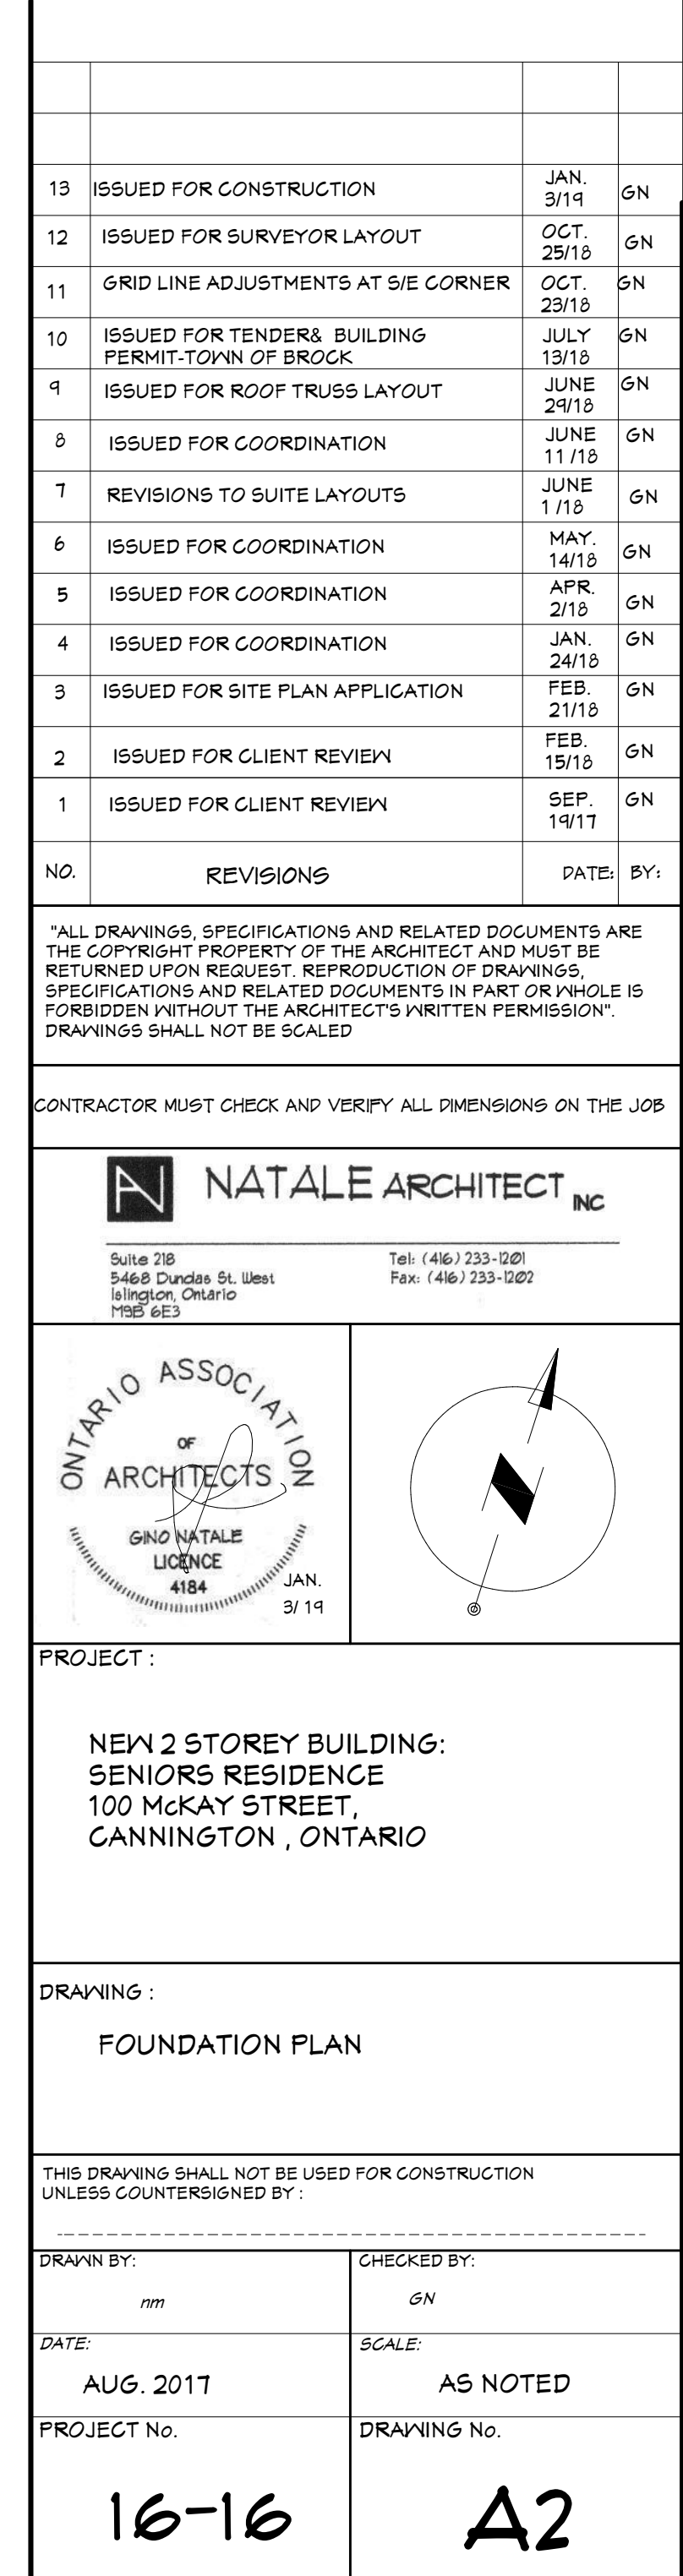 13 ISSUED FOR CONSTRUCTION JAN. 3/19 GN
12 ISSUED FOR SURVEYOR LAYOUT OCT. 25/18 GN
11 GRID LINE ADJUSTMENTS AT S/E CORNER OCT. 23/18 GN
10 ISSUED FOR TENDER& BUILDING JULY 13/18 GN
PERMIT-TOWN OF BROCK
9 ISSUED FOR ROOF TRUSS LAYOUT JUNE 29/18 GN
8 ISSUED FOR COORDINATION JUNE 11 /18 GN
7 REVISIONS TO SUITE LAYOUTS JUNE 1 /18 GN
6 ISSUED FOR COORDINATION MAY. 14/18 GN
5 ISSUED FOR COORDINATION APR. 2/18 GN
4 ISSUED FOR COORDINATION JAN. 24/18 GN
3 ISSUED FOR SITE PLAN APPLICATION FEB. 21/18 GN
2 ISSUED FOR CLIENT REVIEW FEB. 15/18 GN
1 ISSUED FOR CLIENT REVIEW SEP. 19/17 GN
NO. REVISIONS DATE: BY:
"ALL DRAWINGS, SPECIFICATIONS AND RELATED DOCUMENTS ARE
THE COPYRIGHT PROPERTY OF THE ARCHITECT AND MUST BE
RETURNED UPON REQUEST. REPRODUCTION OF DRAWINGS,
SPECIFICATIONS AND RELATED DOCUMENTS IN PART OR WHOLE IS
FORBIDDEN WITHOUT THE ARCHITECT'S WRITTEN PERMISSION".
DRAWINGS SHALL NOT BE SCALED
CONTRACTOR MUST CHECK AND VERIFY ALL DIMENSIONS ON THE JOB
AN NATALE ARCHITECT INC
Suite 218 Tel: (416) 233-1201
5468 Dundas St. West Fax: (416) 233-1202
Islington, Ontario
M9B 6E3
ONTARIO ASSOCIATION
OF
ARCHITECTS
GINO NATALE
LICENCE
4184
JAN.
3/ 19
N
PROJECT :
NEW 2 STOREY BUILDING:
SENIORS RESIDENCE
100 McKAY STREET,
CANNINGTON , ONTARIO
DRAWING :
FOUNDATION PLAN
THIS DRAWING SHALL NOT BE USED FOR CONSTRUCTION
UNLESS COUNTERSIGNED BY :
DRAWN BY: CHECKED BY:
nm GN
DATE: SCALE:
AUG. 2017 AS NOTED
PROJECT No. DRAWING No.
16-16 A2